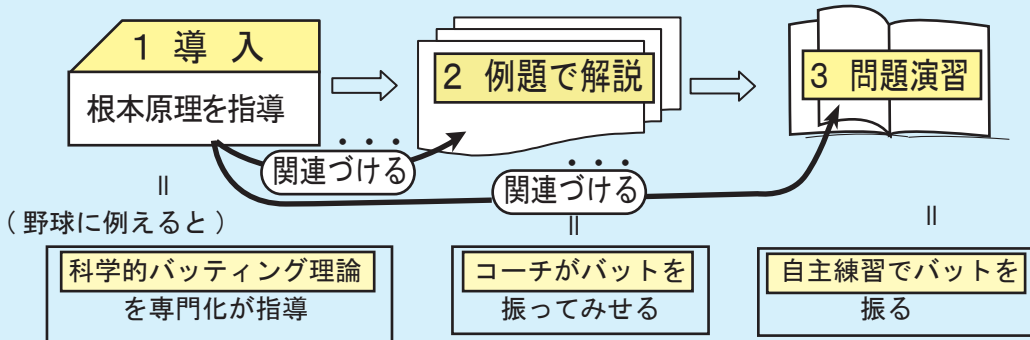 1 導 入
根本原理を指導
2 例題で解説
3 問題演習
・・・
関連づける
・・・
関連づける
=
(野球に例えると)
=
=
科学的バッティング理論
を専門化が指導
コーチがバットを
振ってみせる
自主練習でバットを
振る